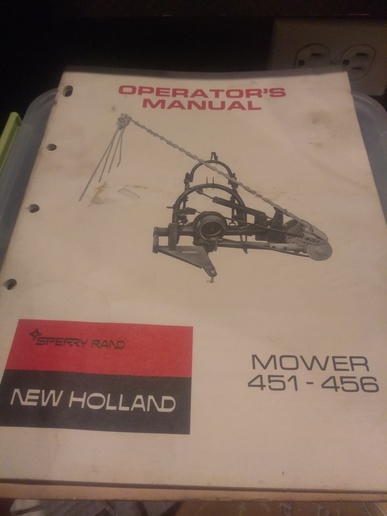 OPERATOR'S
MANUAL
SPERRY RAND
NEW HOLLAND
MOWER
451-456